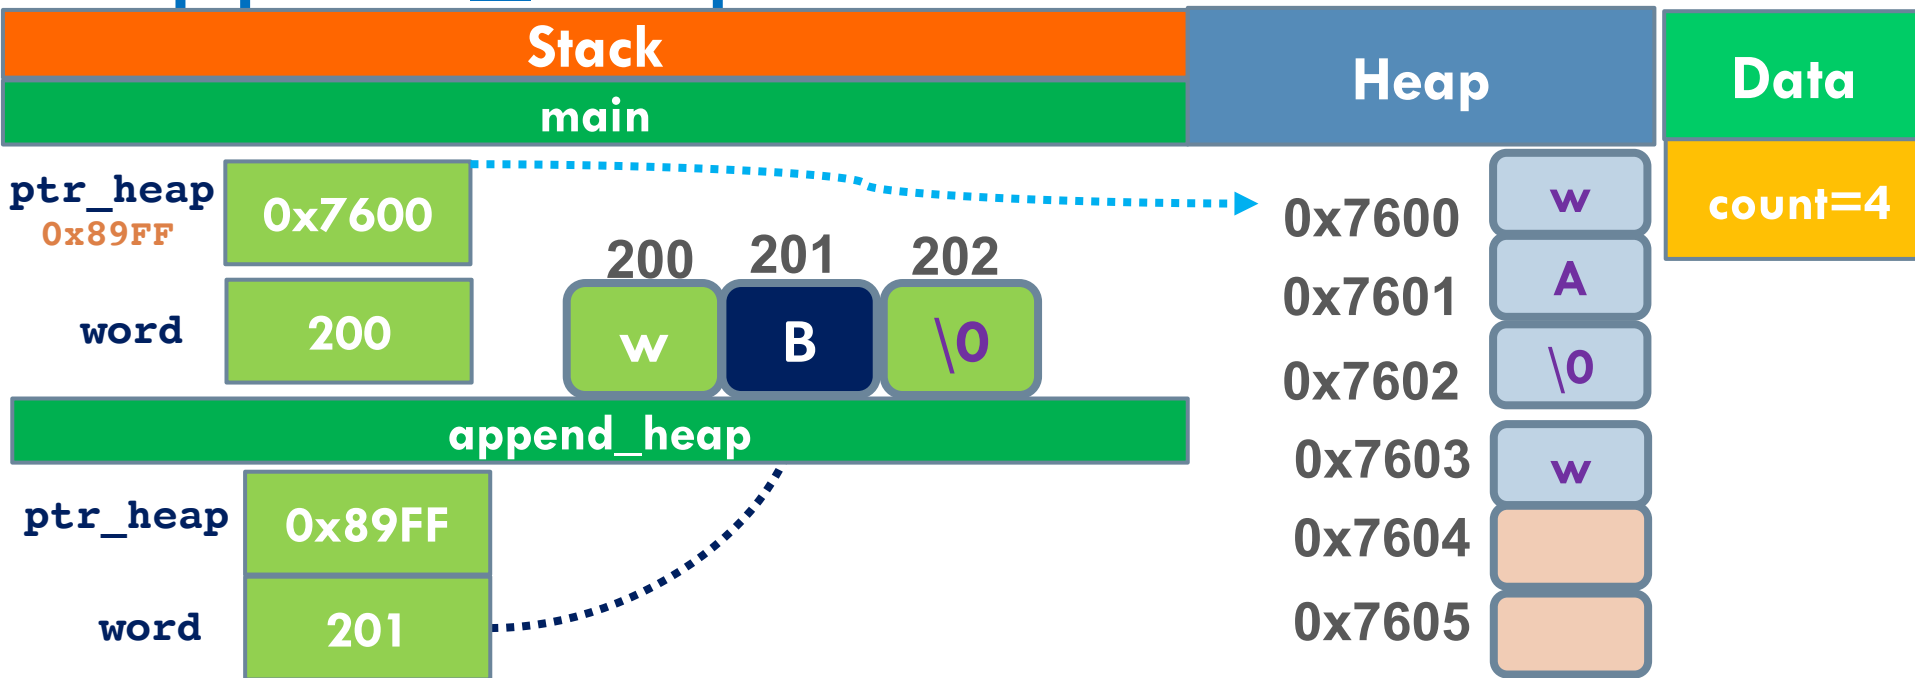 Stack
Heap
Data
main
ptr_heap
0x89FF
0x7600
word
200
200 201 202
w B \0
0x7600 w
0x7601 A
0x7602 \0
0x7603 w
0x7604
0x7605
count=4
append_heap
ptr_heap
0x89FF
word
201